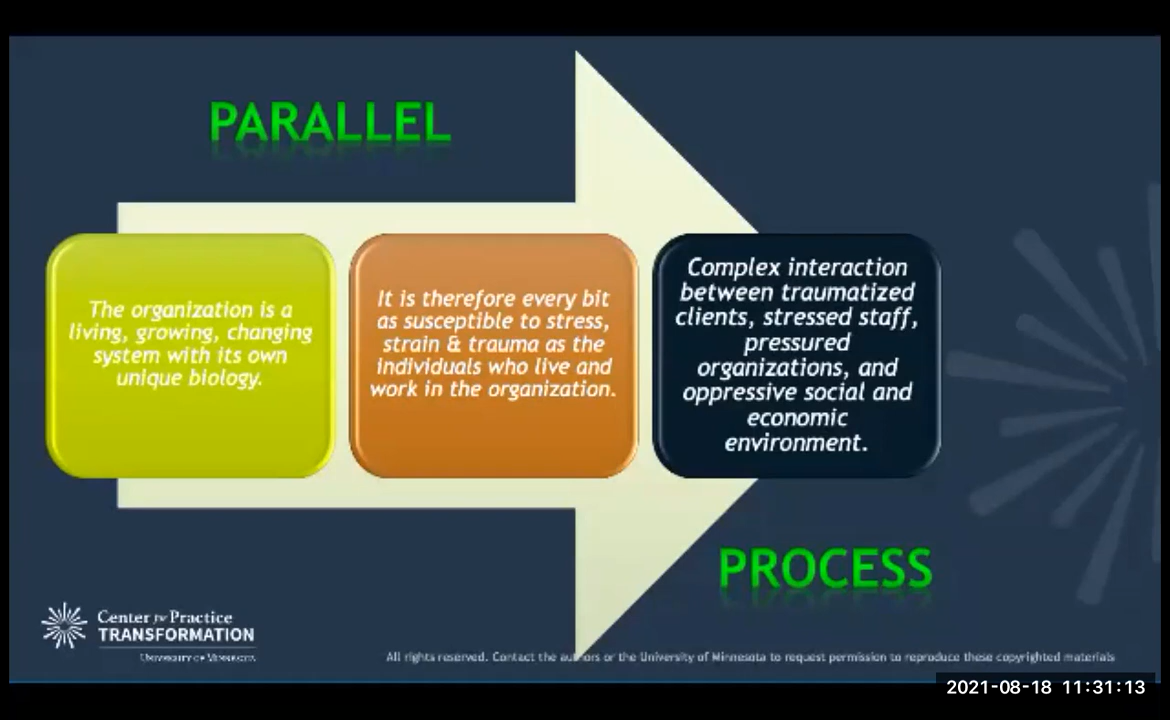 PARALLEL
The organization is a
living, growing, changing
system with its own
unique biology.
It is therefore every bit
as susceptible to stress,
strain & trauma as the
individuals who live and
work in the organization.
Complex interaction
between traumatized
clients, stressed staff,
pressured
organizations, and
oppressive social and
economic
environment.
PROCESS
Center for Practice
TRANSFORMATION
UNIVERSITY OF MINNESOTA
All rights reserved. Contact the authors or the University of Minnesota to request permission to reproduce these copyrighted materials
2021-08-18 11:31:13